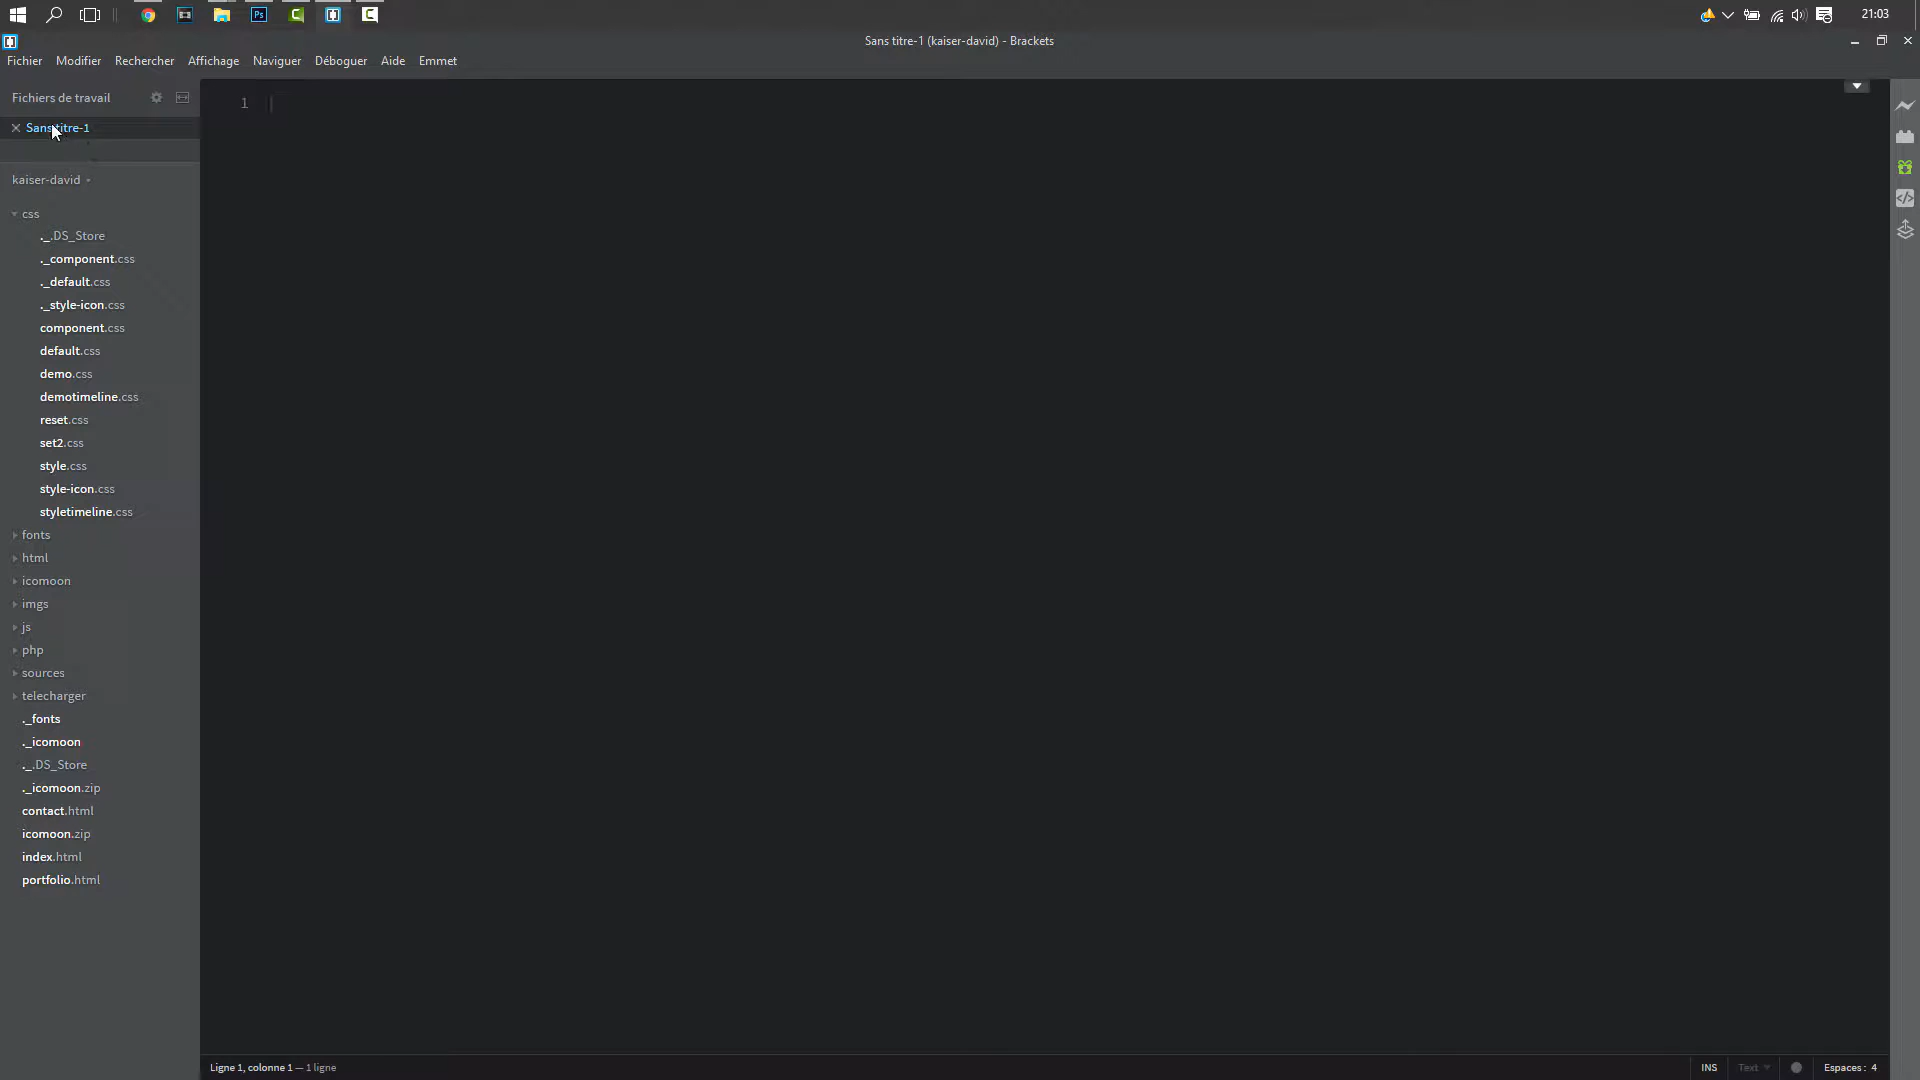 21:03
Sans titre-1 (kaiser-david) - Brackets
Fichier Modifier Rechercher Affichage Naviguer Déboguer Aide Emmet
Fichiers de travail
Sans titre-1
1
kaiser-david
css
._.DS_Store
._component.css
._default.css
._style-icon.css
component.css
default.css
demo.css
demotimeline.css
reset.css
set2.css
style.css
style-icon.css
styletimeline.css
fonts
html
icomoon
imgs
js
php
sources
telecharger
._fonts
._icomoon
._.DS_Store
._icomoon.zip
contact.html
icomoon.zip
index.html
portfolio.html
Ligne 1, colonne 1 — 1 ligne
INS Text Espaces : 4